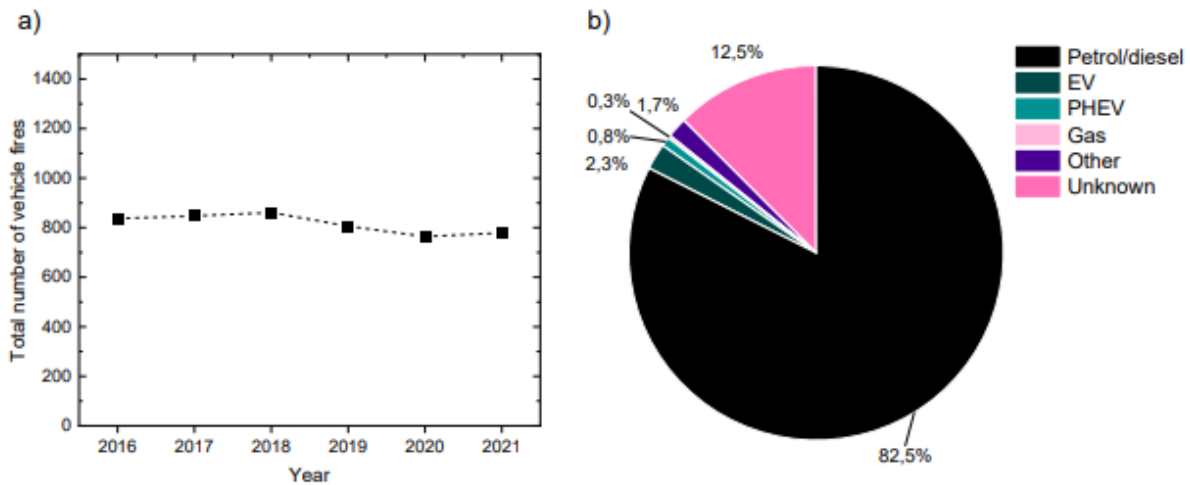 a)
Total number of vehicle fires
1400
1200
1000
800
600
400
200
0
2016 2017 2018 2019 2020 2021
Year
b)
12,5%
0,3%
1,7%
0,8%
2,3%
82,5%
Petrol/diesel
EV
PHEV
Gas
Other
Unknown